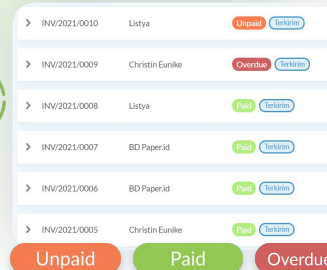 INV/2021/0010 Listya Unpaid Terkirim
INV/2021/0009 Christin Eunike Overdue Terkirim
INV/2021/0008 Listya Paid Terkirim
INV/2021/0007 BD Paper.id Paid Terkirim
INV/2021/0006 BD Paper.id Paid Terkirim
INV/2021/0005 Christin Eunike Paid Terkirim
Unpaid Paid Overdue